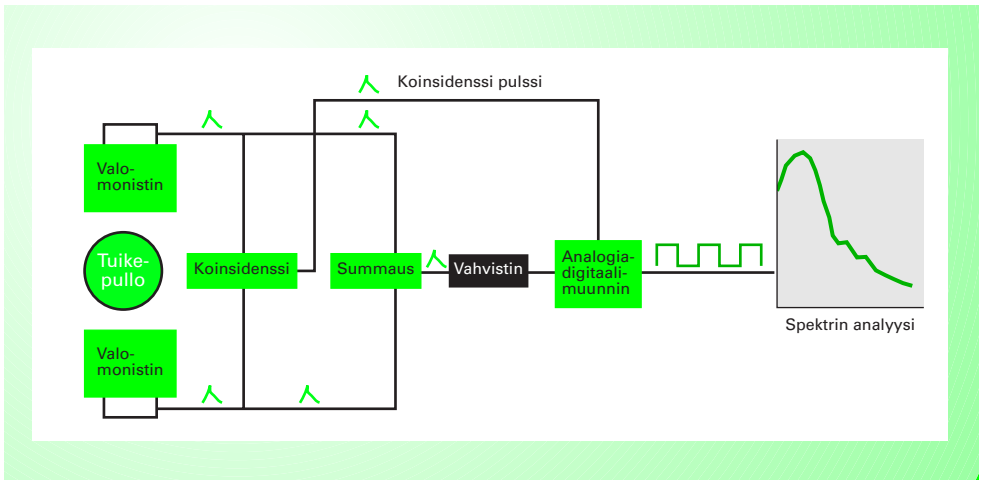 Koinsidenssi pulssi
Valo-
monistin
Tuike-
pullo
Koinsidenssi
Summaus
Vahvistin
Analogia-
digitaali-
muunnin
Valo-
monistin
Spektrin analyysi